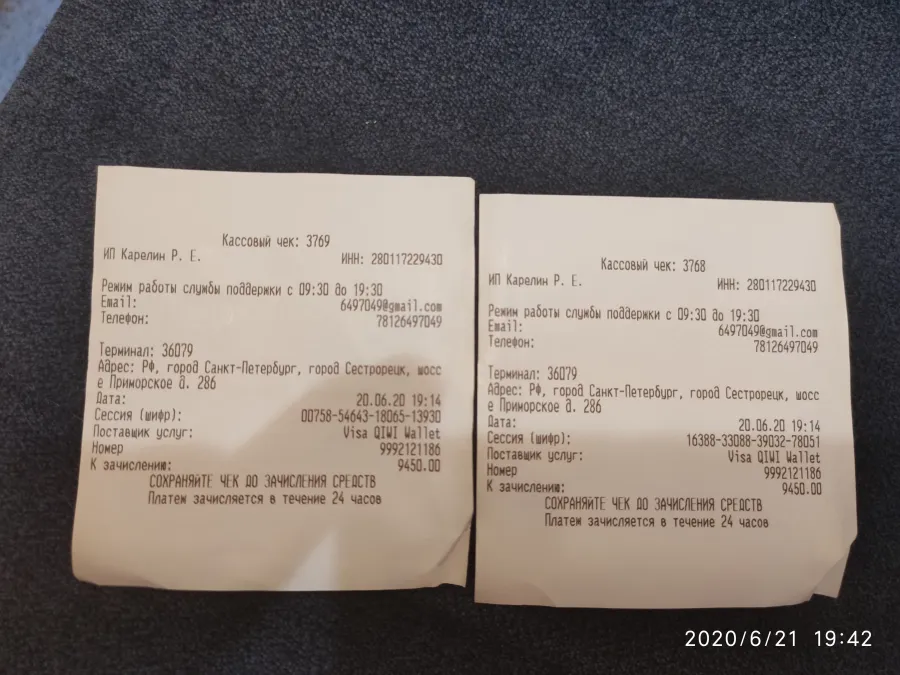 Кассовый чек: 3769
ИП Карелин Р. Е.
ИНН: 280117229430
Режим работы службы поддержки с 09:30 до 19:30
Email: 6497049@gmail.com
Телефон: 78126497049
Терминал: 36079
Адрес: РФ, город Санкт-Петербург, город Сестрорецк, шосс
е Приморское д. 286
Дата: 20.06.20 19:14
Сессия (шифр): 00758-54643-18065-13930
Поставщик услуг: Visa QIWI Wallet
Номер 9992121186
К зачислению: 9450.00
СОХРАНЯЙТЕ ЧЕК ДО ЗАЧИСЛЕНИЯ СРЕДСТВ
Платеж зачисляется в течение 24 часов
Кассовый чек: 3768
ИП Карелин Р. Е.
ИНН: 280117229430
Режим работы службы поддержки с 09:30 до 19:30
Email: 6497049@gmail.com
Телефон: 78126497049
Терминал: 36079
Адрес: РФ, город Санкт-Петербург, город Сестрорецк, шосс
е Приморское д. 286
Дата: 20.06.20 19:14
Сессия (шифр): 16388-33088-39032-78051
Поставщик услуг: Visa QIWI Wallet
Номер 9992121186
К зачислению: 9450.00
СОХРАНЯЙТЕ ЧЕК ДО ЗАЧИСЛЕНИЯ СРЕДСТВ
Платем зачисляется в течение 24 часов
2020/6/21 19:42